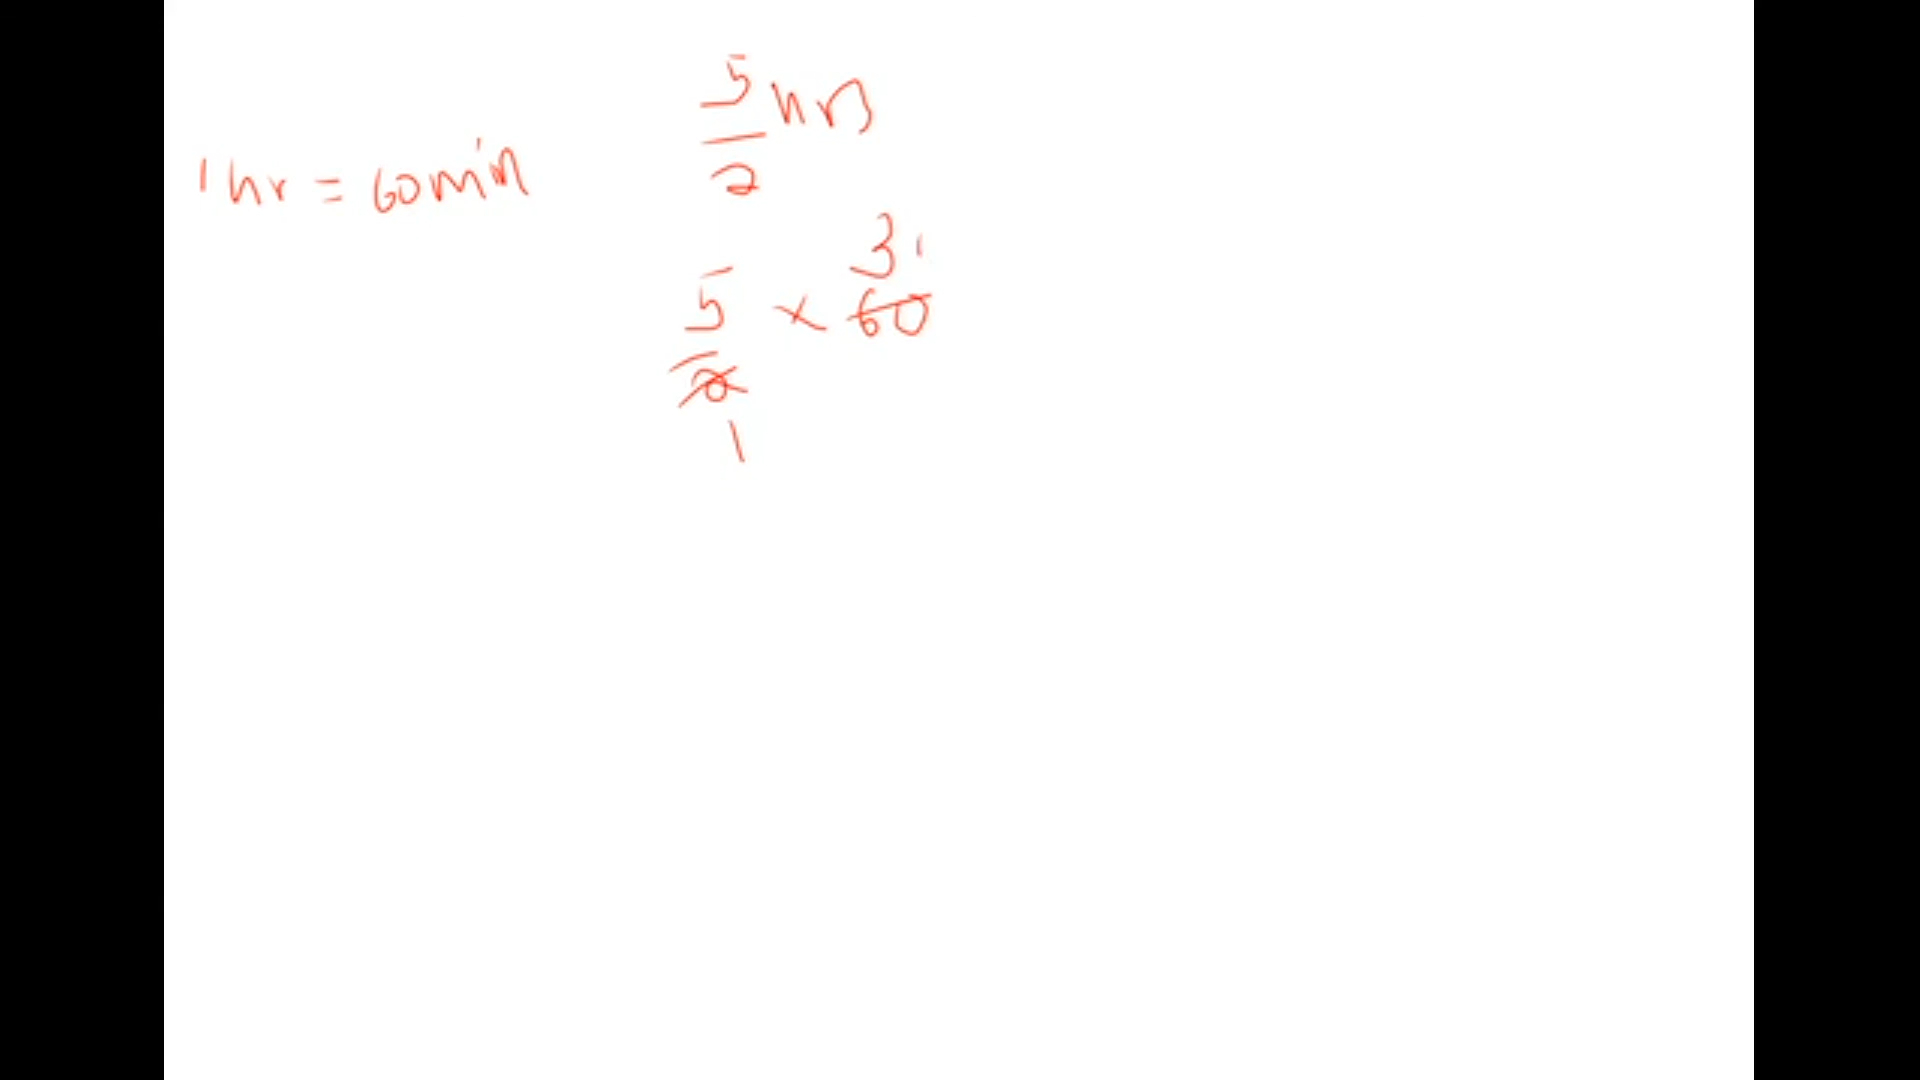 5/2 hrs
1 hr = 60 min
3
5/2 × 60
1